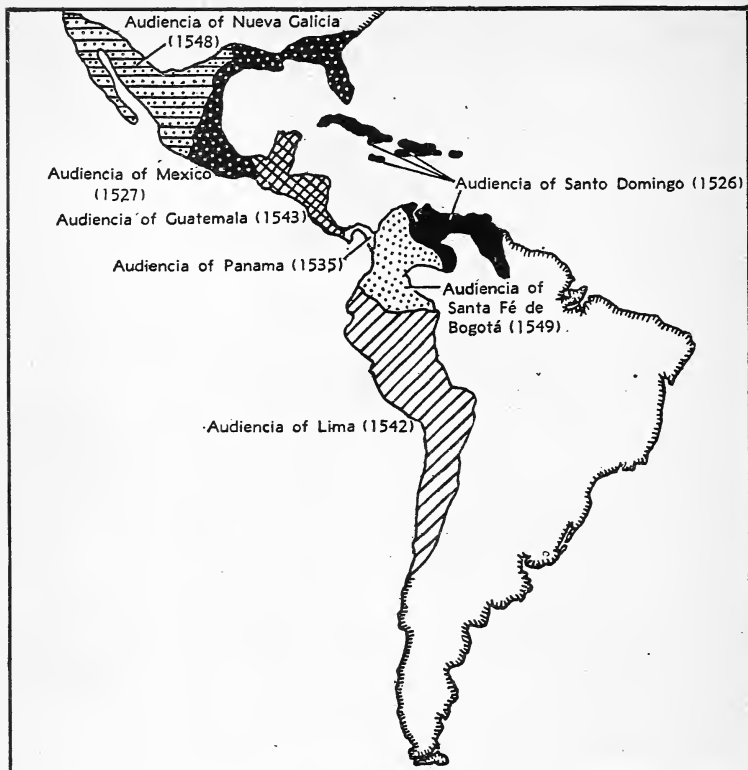 Audiencia of Nueva Galicia
(1548)
Audiencia of Mexico
(1527)
Audiencia of Guatemala (1543)
Audiencia of Panama (1535)
Audiencia of Santo Domingo (1526)
Audiencia of
Santa Fé de
Bogotá (1549).
Audiencia of Lima (1542)